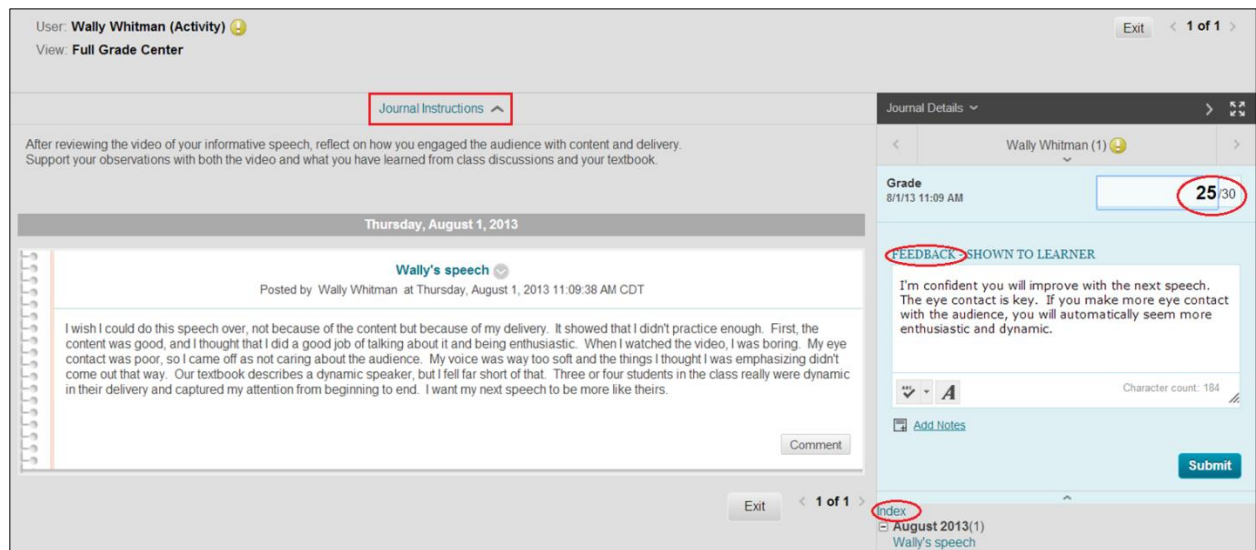 User: Wally Whitman (Activity)
View: Full Grade Center
Exit
< 1 of 1 >
Journal Instructions
After reviewing the video of your informative speech, reflect on how you engaged the audience with content and delivery.
Support your observations with both the video and what you have learned from class discussions and your textbook.
Thursday, August 1, 2013
Wally's speech
Posted by Wally Whitman at Thursday, August 1, 2013 11:09:38 AM CDT
I wish I could do this speech over, not because of the content but because of my delivery. It showed that I didn't practice enough. First, the
content was good, and I thought that I did a good job of talking about it and being enthusiastic. When I watched the video, I was boring. My eye
contact was poor, so I came off as not caring about the audience. My voice was way too soft and the things I thought I was emphasizing didn't
come out that way. Our textbook describes a dynamic speaker, but I fell far short of that. Three or four students in the class really were dynamic
in their delivery and captured my attention from beginning to end. I want my next speech to be more like theirs.
Comment
Exit
< 1 of 1 >
Journal Details
Wally Whitman (1)
Grade
8/1/13 11:09 AM
25/30
FEEDBACK - SHOWN TO LEARNER
I'm confident you will improve with the next speech.
The eye contact is key. If you make more eye contact
with the audience, you will automatically seem more
enthusiastic and dynamic.
ABC
A
Character count: 184
Add Notes
Submit
Index
August 2013(1)
Wally's speech